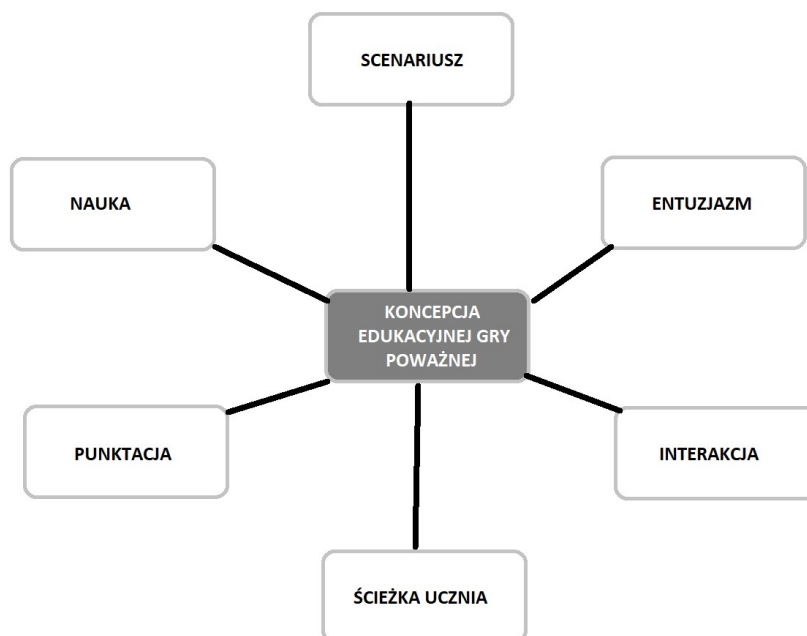 SCENARIUSZ
NAUKA
ENTUZJAZM
KONCEPCJA
EDUKACYJNEJ GRY
POWAŻNEJ
PUNKTACJA
INTERAKCJA
ŚCIEŻKA UCZNIA